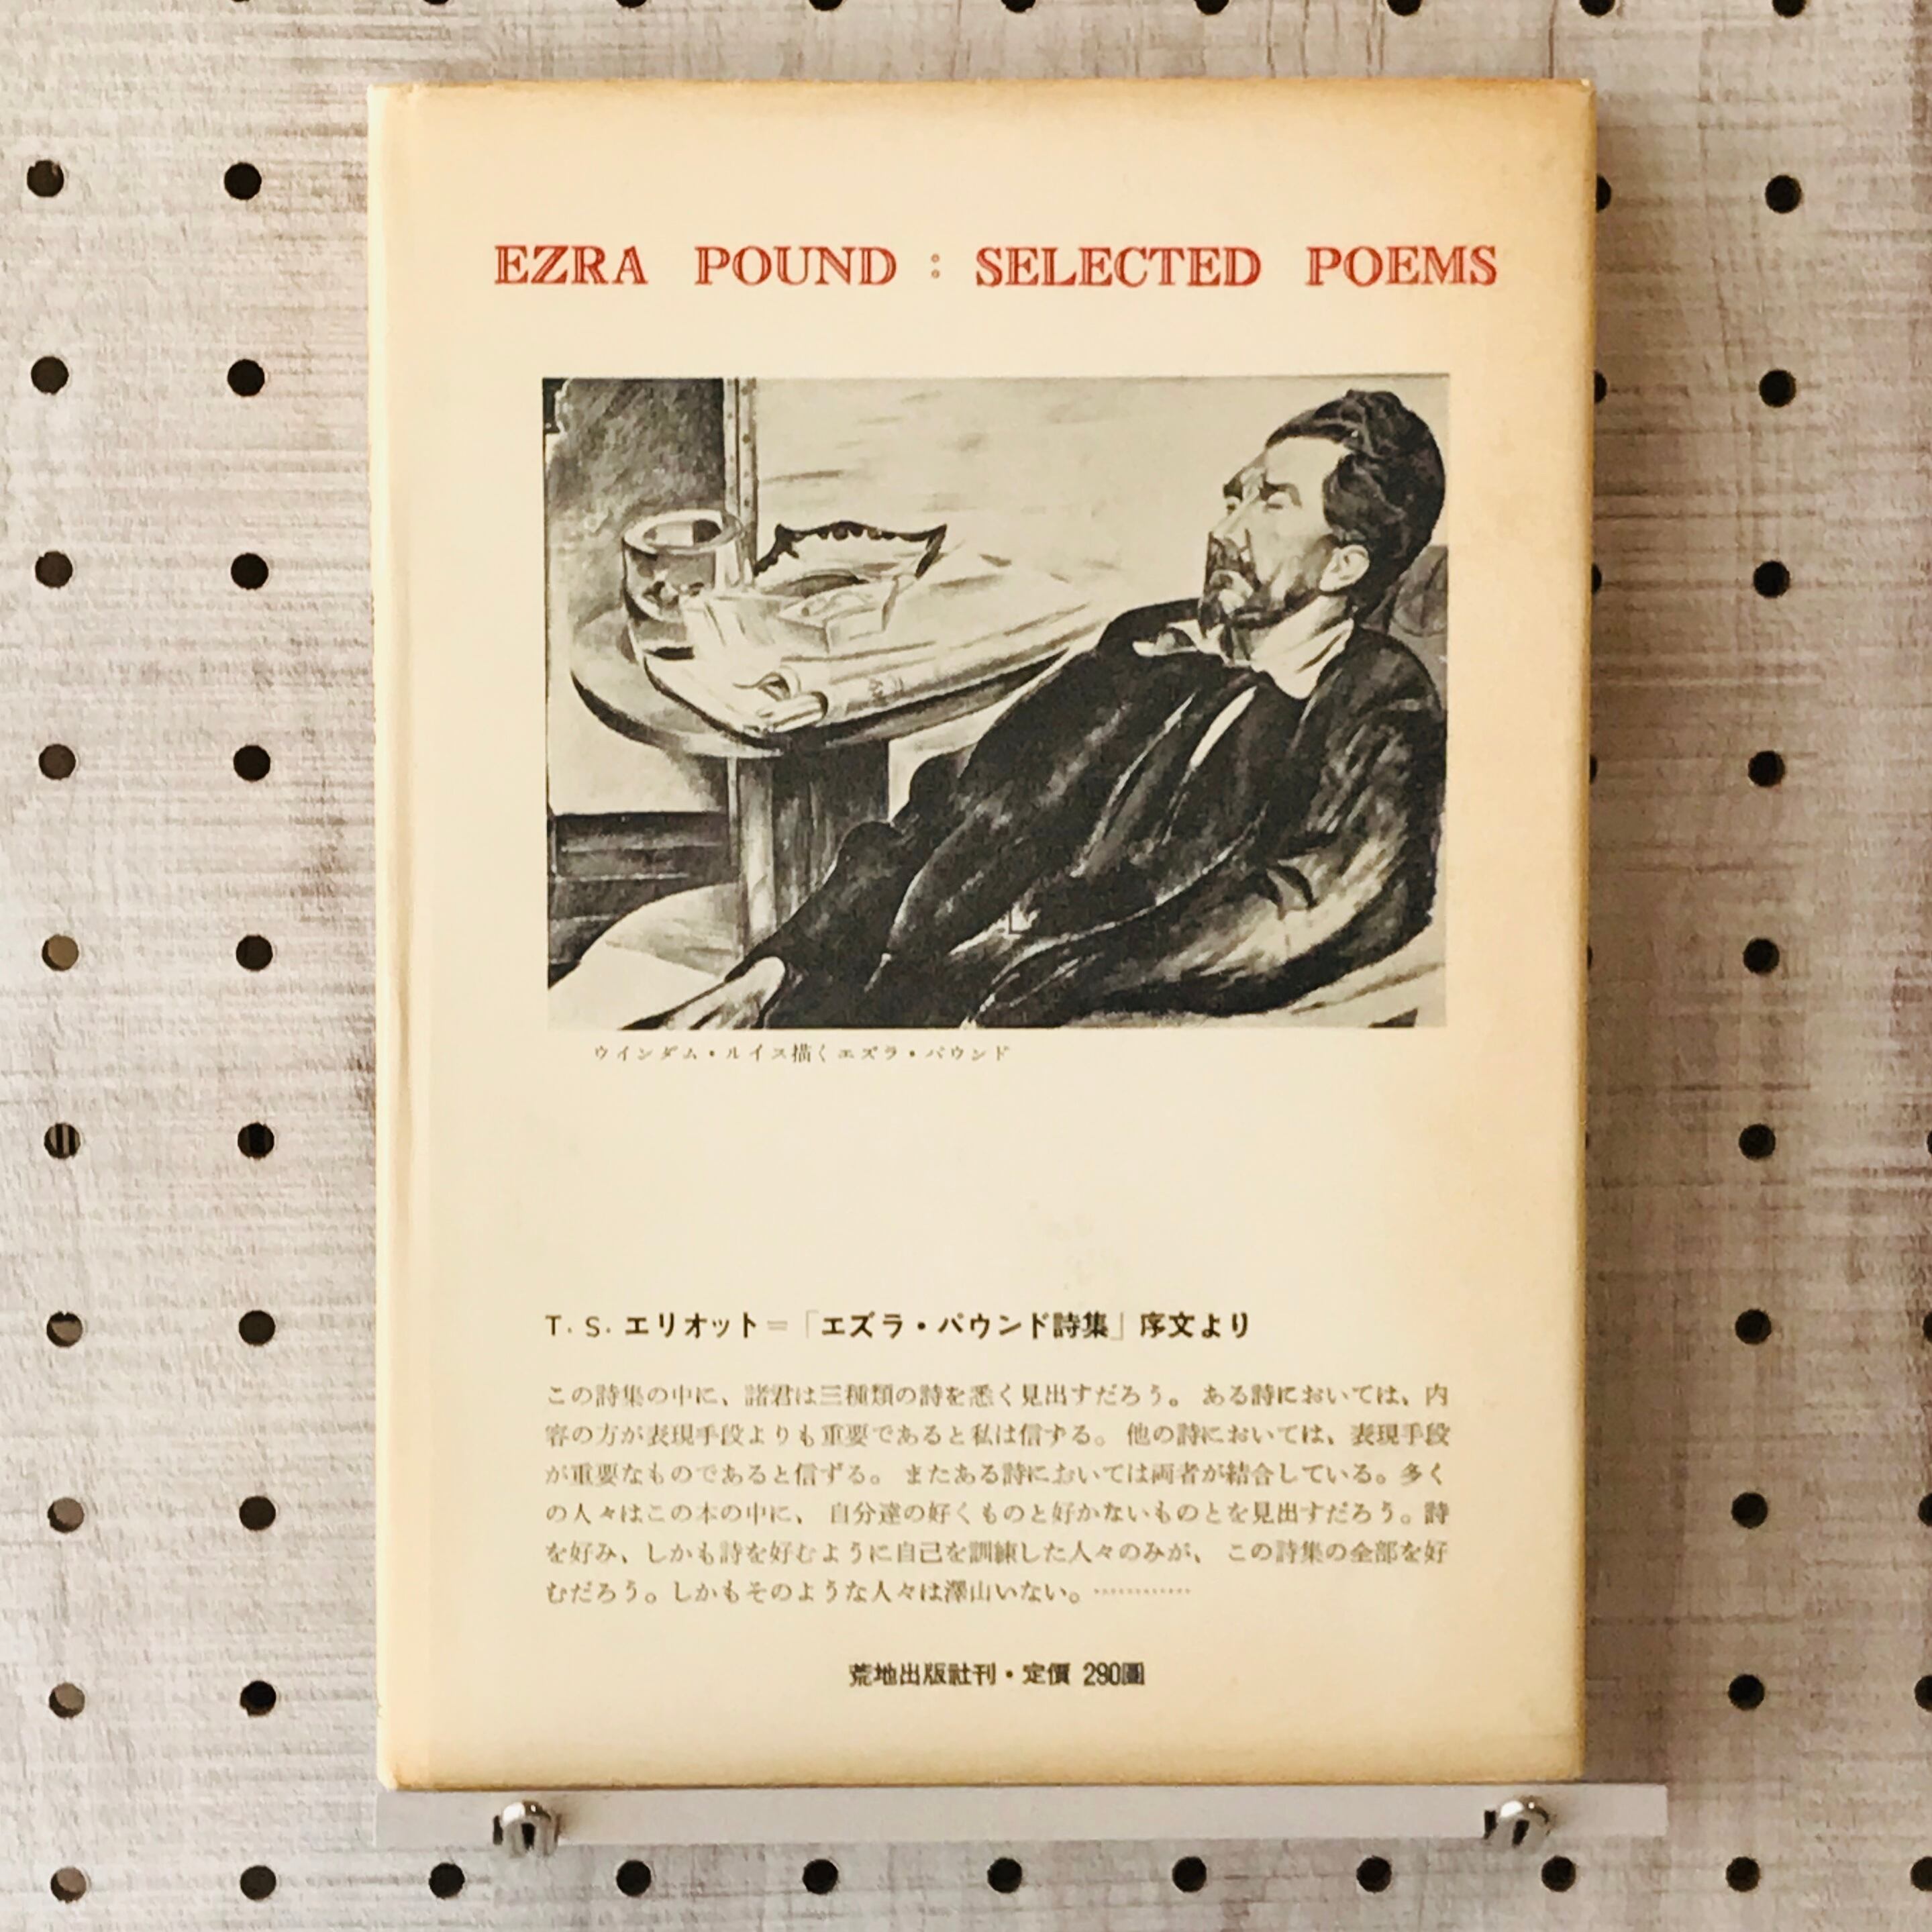 EZRA POUND : SELECTED POEMS
ウインダム・ルイス描くエズラ・パウンド
T. S. エリオット＝「エズラ・パウンド詩集」序文より
この詩集の中に、諸君は三種類の詩を悉く見出すだろう。 ある詩においては、内
容の方が表現手段よりも重要であると私は信ずる。 他の詩においては、表現手段
が重要なものであると信ずる。 またある詩においては両者が結合している。多く
の人々はこの本の中に、 自分達の好くものと好かないものとを見出すだろう。詩
を好み、しかも詩を好むように自己を訓練した人々のみが、 この詩集の全部を好
むだろう。しかもそのような人々は澤山いない。…………
荒地出版社刊・定價 290圓